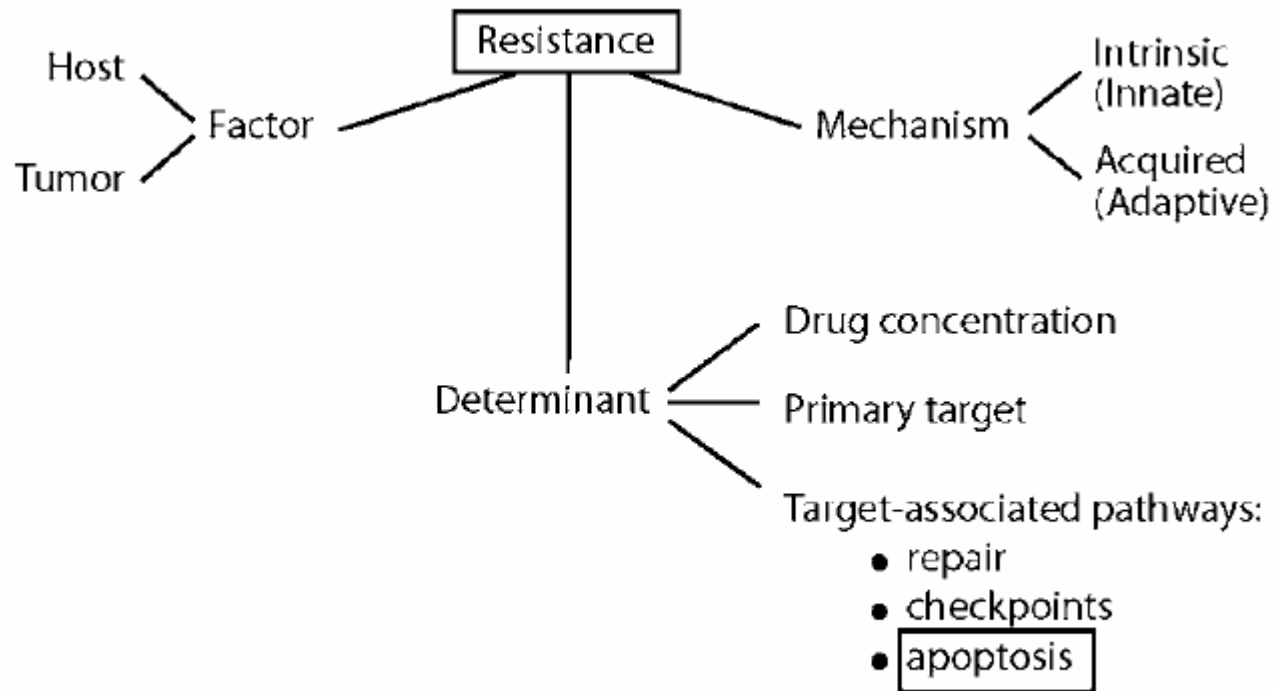 Resistance
Host
Factor
Tumor
Mechanism
Intrinsic
(Innate)
Acquired
(Adaptive)
Determinant
Drug concentration
Primary target
Target-associated pathways:
• repair
• checkpoints
• apoptosis